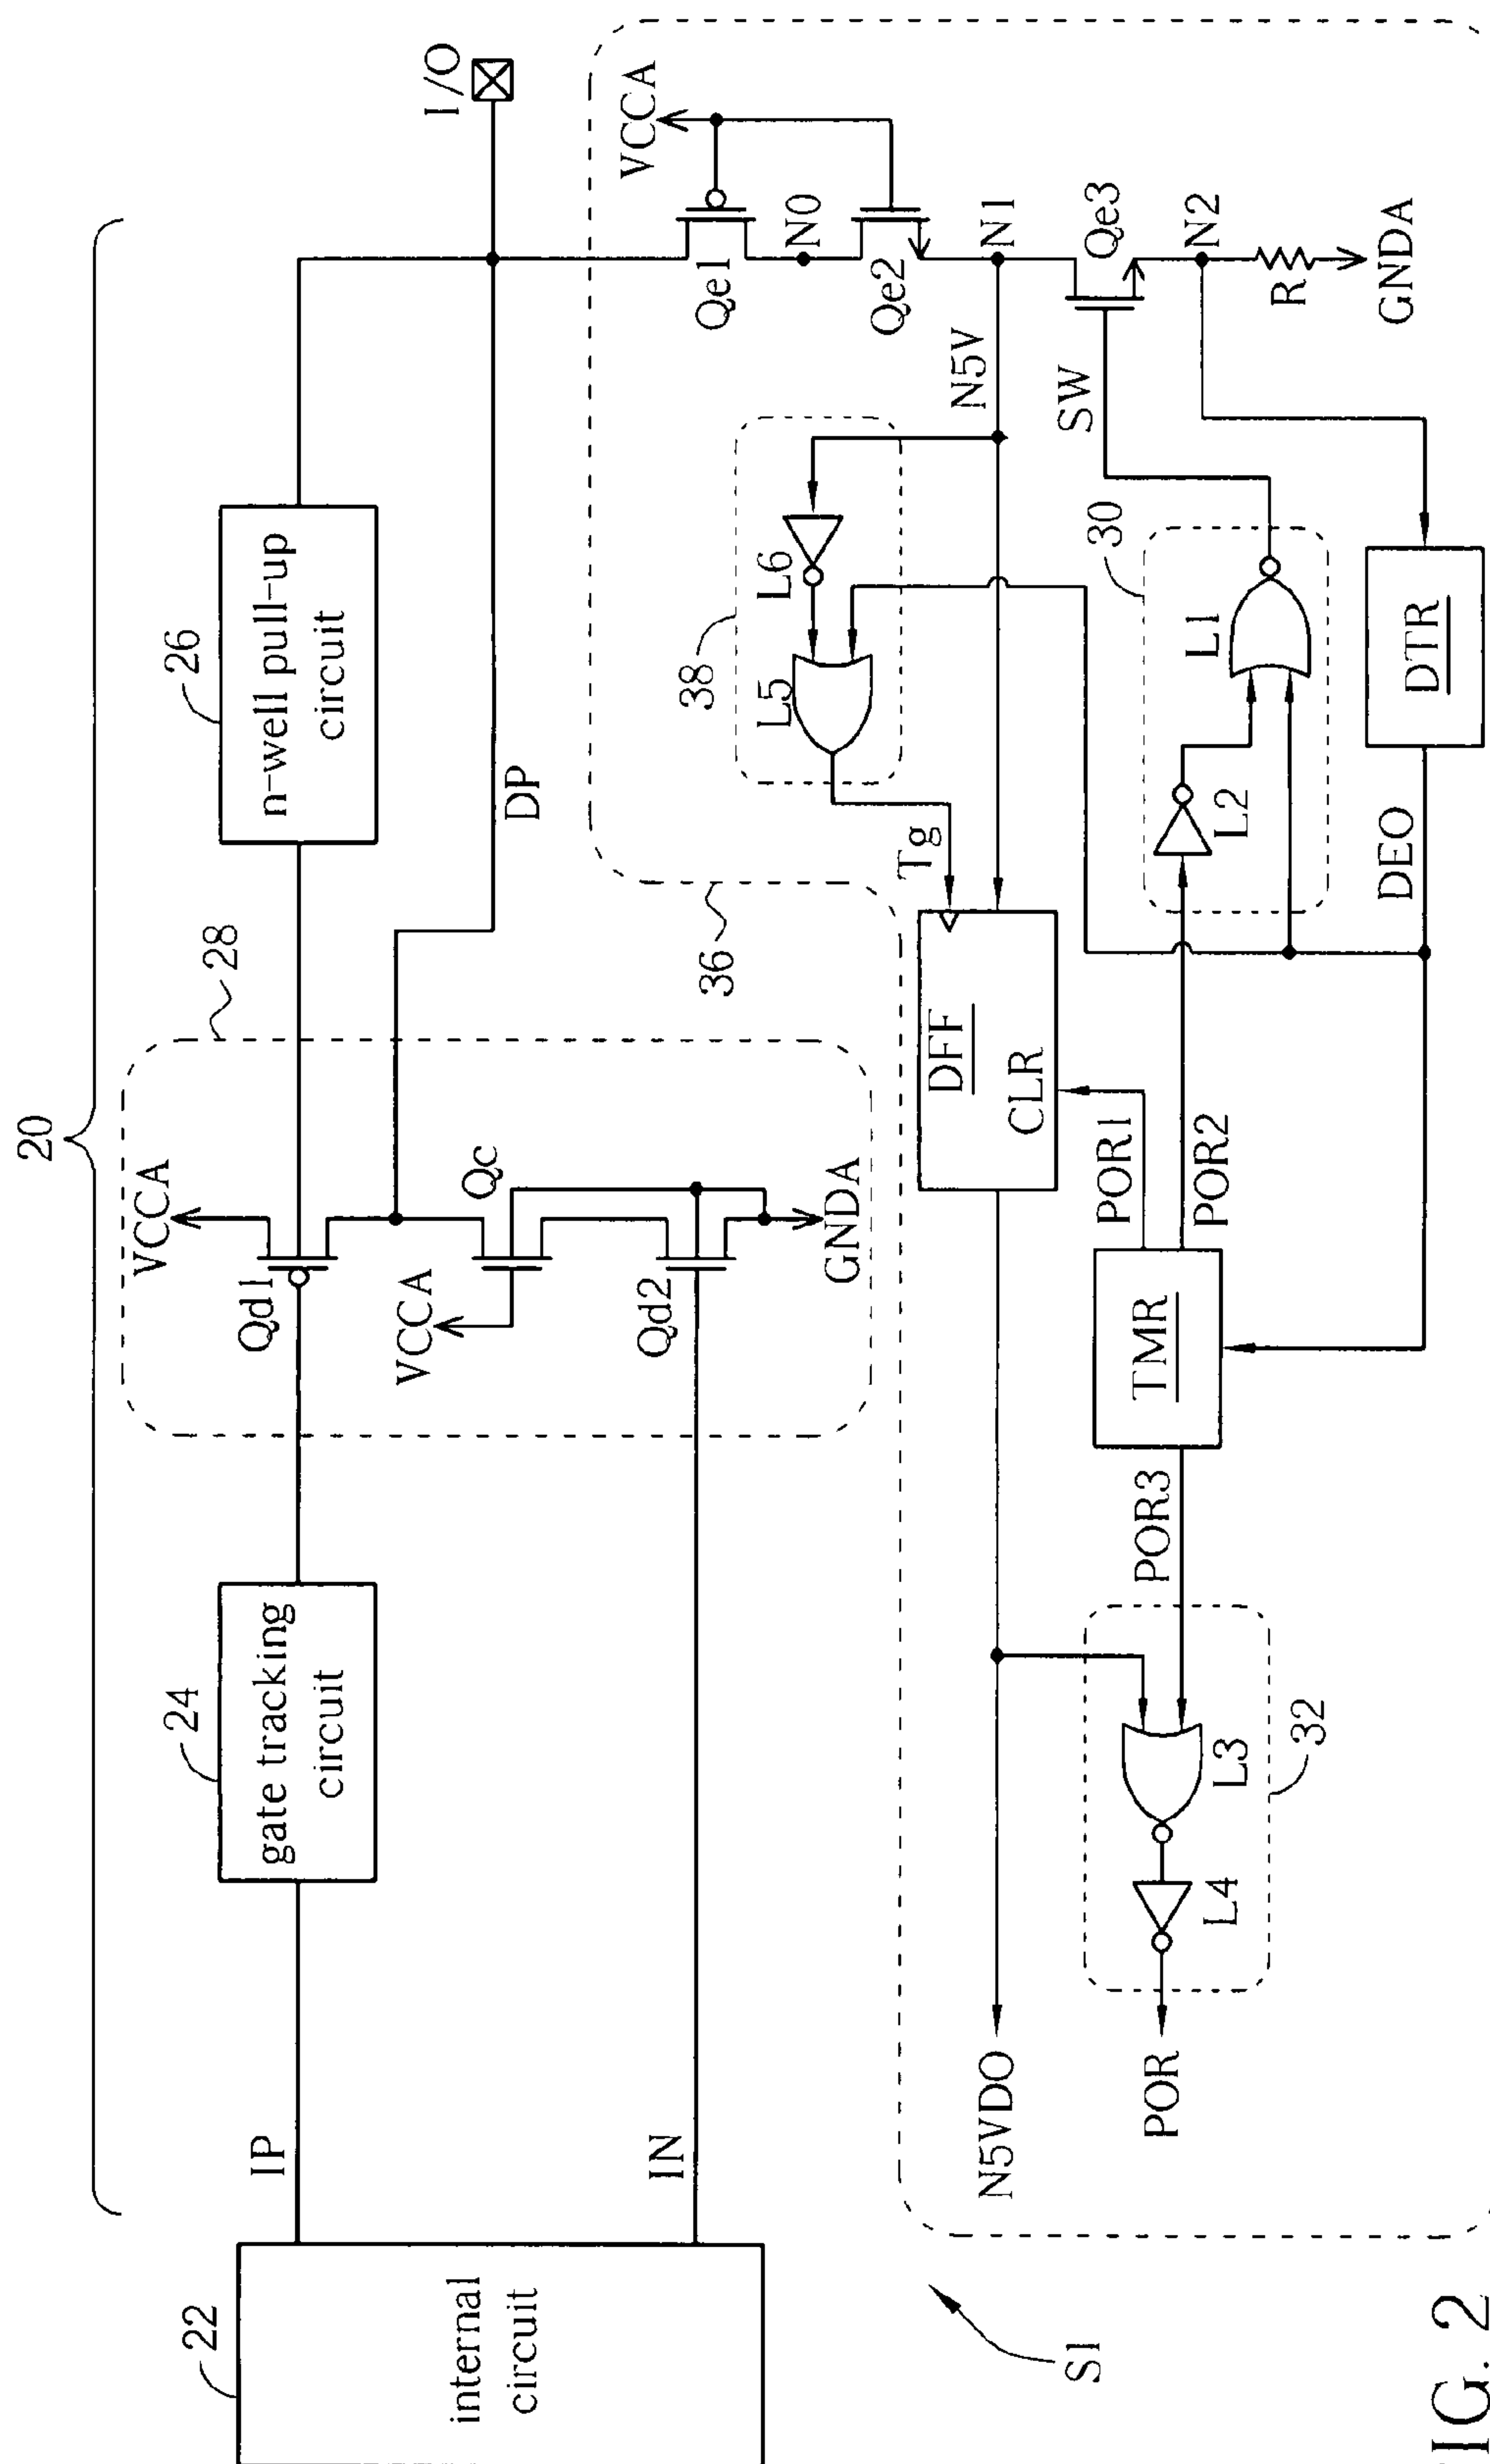 20
22
internal
circuit
IP
IN
24
gate tracking
circuit
28
VCCA
Qd1
VCCA
Qc
Qd2
GNDA
26
n-well pull-up
circuit
DP
I/O
36
VCCA
Qe1
N0
Qe2
N1
N5V
Qe3
SW
N2
R
GNDA
38
L6
L5
Tg
DFF
CLR
30
L1
L2
DTR
DEO
POR1
POR2
TMR
POR3
L3
L4
32
N5VDO
POR
S1
IG. 2